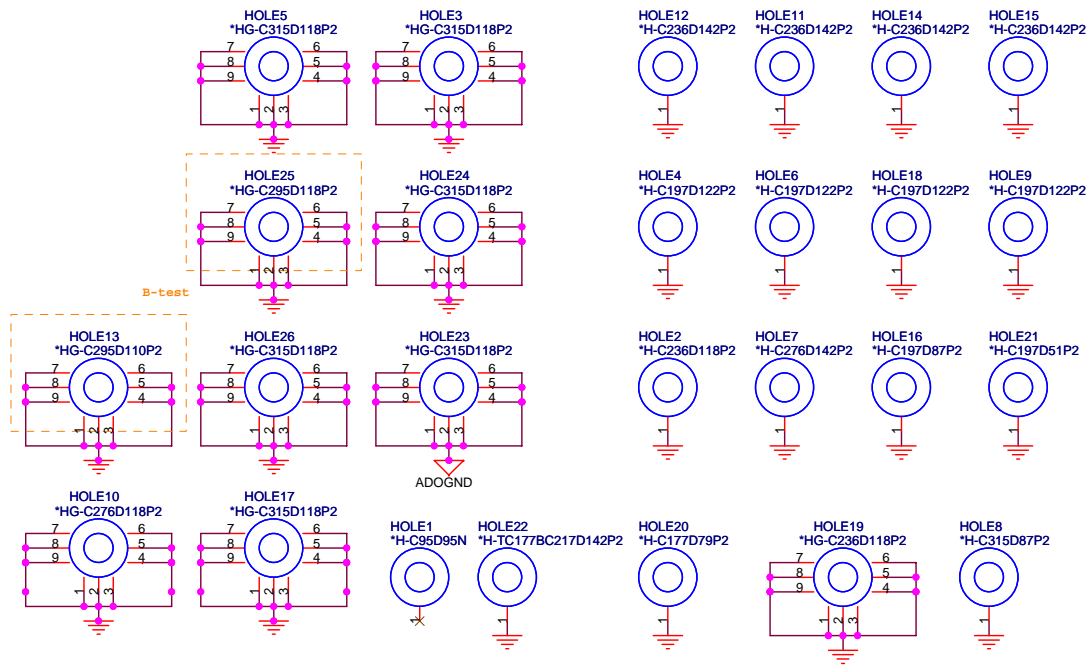 HOLE5
*HG-C315D118P2
7
8
9
6
5
4
1
2
3
HOLE3
*HG-C315D118P2
7
8
9
6
5
4
1
2
3
HOLE12
*H-C236D142P2
1
HOLE11
*H-C236D142P2
1
HOLE14
*H-C236D142P2
1
HOLE15
*H-C236D142P2
1
HOLE25
*HG-C295D118P2
7
8
9
6
5
4
1
2
3
HOLE24
*HG-C315D118P2
7
8
9
6
5
4
1
2
3
HOLE4
*H-C197D122P2
1
HOLE6
*H-C197D122P2
1
HOLE18
*H-C197D122P2
1
HOLE9
*H-C197D122P2
1
B-test
HOLE13
*HG-C295D110P2
7
8
9
6
5
4
1
2
3
HOLE26
*HG-C315D118P2
7
8
9
6
5
4
1
2
3
HOLE23
*HG-C315D118P2
7
8
9
6
5
4
1
2
3
ADOGND
HOLE2
*H-C236D118P2
1
HOLE7
*H-C276D142P2
1
HOLE16
*H-C197D87P2
1
HOLE21
*H-C197D51P2
1
HOLE10
*HG-C276D118P2
7
8
9
6
5
4
1
2
3
HOLE17
*HG-C315D118P2
7
8
9
6
5
4
1
2
3
HOLE1
*H-C95D95N
1
HOLE22
*H-TC177BC217D142P2
1
HOLE20
*H-C177D79P2
1
HOLE19
*HG-C236D118P2
7
8
9
6
5
4
1
2
3
HOLE8
*H-C315D87P2
1